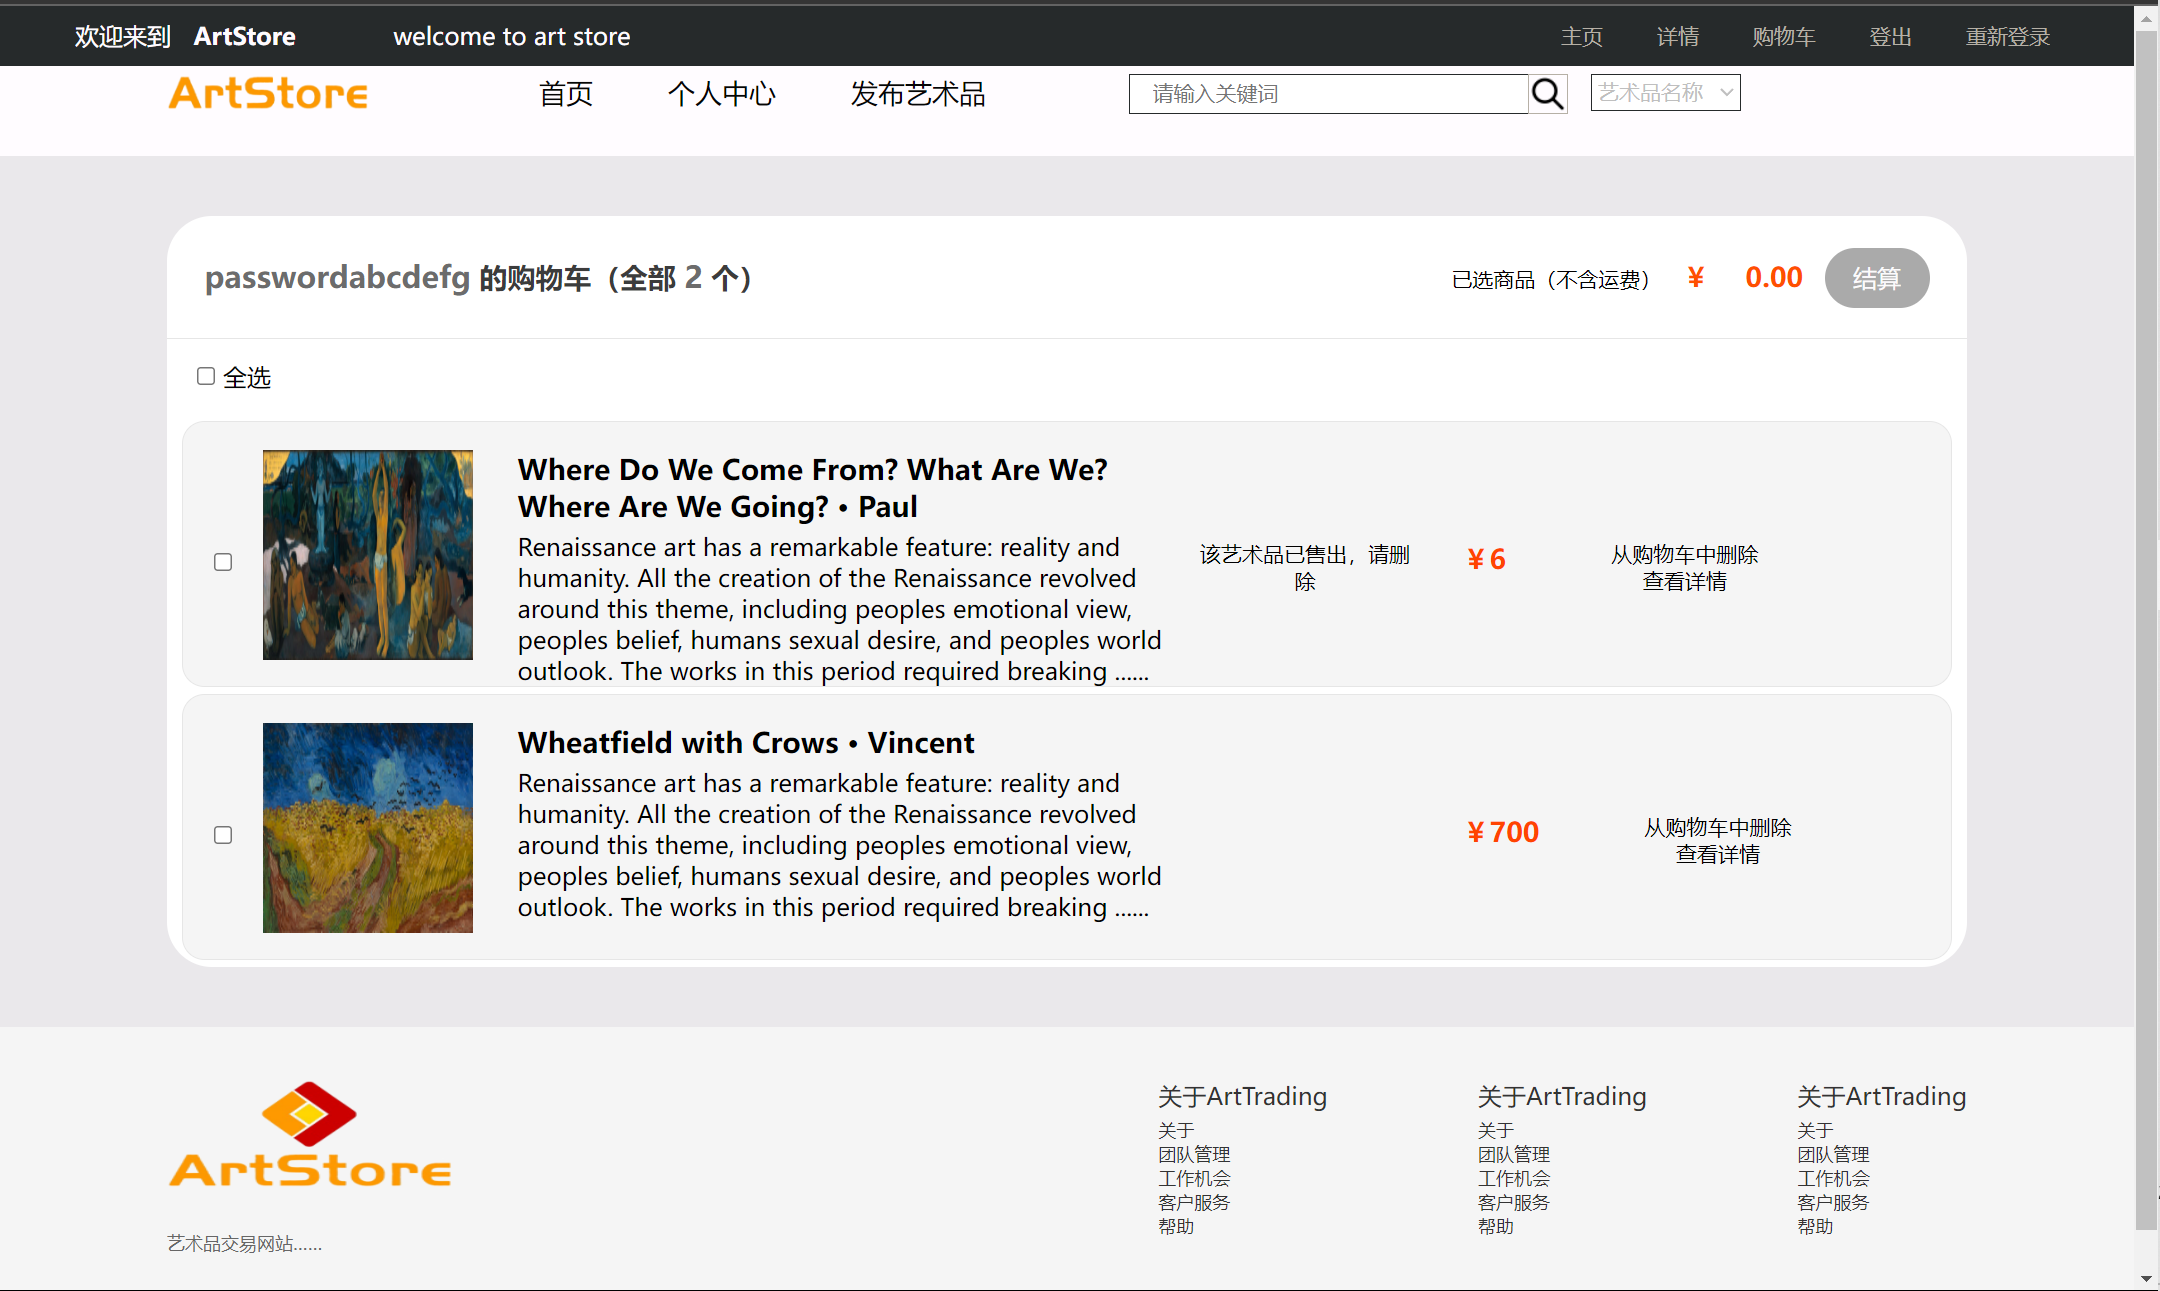 欢迎来到 ArtStore welcome to art store 主页 详情 购物车 登出 重新登录
ArtStore 首页 个人中心 发布艺术品 请输入关键词 艺术品名称
passwordabcdefg 的购物车（全部 2 个） 已选商品（不含运费） ¥ 0.00 结算
全选
Where Do We Come From? What Are We?
Where Are We Going? • Paul
Renaissance art has a remarkable feature: reality and
humanity. All the creation of the Renaissance revolved
around this theme, including peoples emotional view,
peoples belief, humans sexual desire, and peoples world
outlook. The works in this period required breaking ......
该艺术品已售出，请删
除
¥ 6
从购物车中删除
查看详情
Wheatfield with Crows • Vincent
Renaissance art has a remarkable feature: reality and
humanity. All the creation of the Renaissance revolved
around this theme, including peoples emotional view,
peoples belief, humans sexual desire, and peoples world
outlook. The works in this period required breaking ......
¥ 700
从购物车中删除
查看详情
ArtStore
艺术品交易网站......
关于ArtTrading
关于
团队管理
工作机会
客户服务
帮助
关于ArtTrading
关于
团队管理
工作机会
客户服务
帮助
关于ArtTrading
关于
团队管理
工作机会
客户服务
帮助